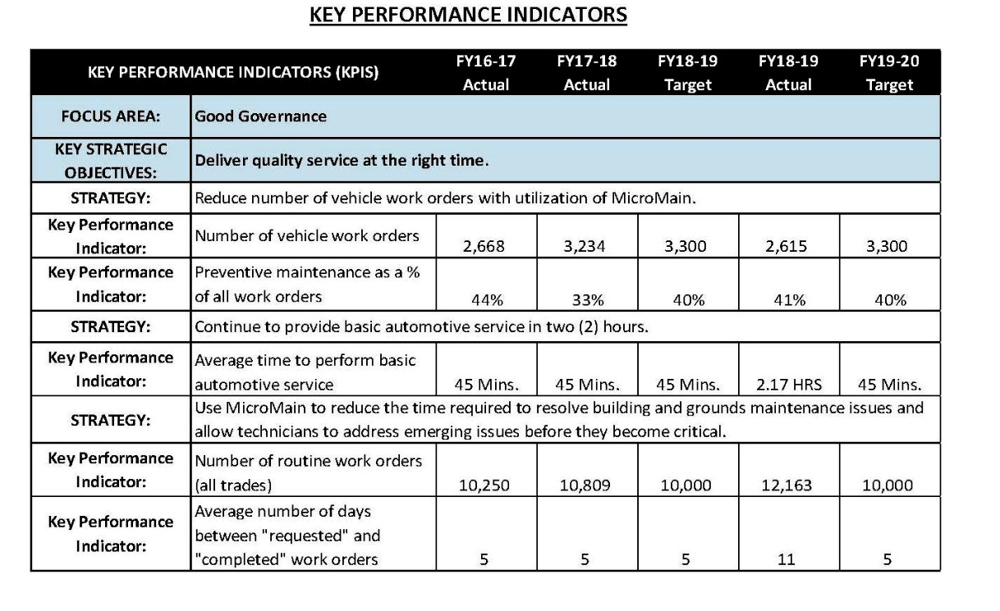 KEY PERFORMANCE INDICATORS
KEY PERFORMANCE INDICATORS (KPIS)
FY16-17 Actual
FY17-18 Actual
FY18-19 Target
FY18-19 Actual
FY19-20 Target
FOCUS AREA:
Good Governance
KEY STRATEGIC
OBJECTIVES:
Deliver quality service at the right time.
STRATEGY:
Reduce number of vehicle work orders with utilization of MicroMain.
Key Performance
Indicator:
Number of vehicle work orders
2,668 3,234 3,300 2,615 3,300
Key Performance
Indicator:
Preventive maintenance as a %
of all work orders
44% 33% 40% 41% 40%
STRATEGY:
Continue to provide basic automotive service in two (2) hours.
Key Performance
Indicator:
Average time to perform basic
automotive service
45 Mins. 45 Mins. 45 Mins. 2.17 HRS 45 Mins.
STRATEGY:
Use MicroMain to reduce the time required to resolve building and grounds maintenance issues and
allow technicians to address emerging issues before they become critical.
Key Performance
Indicator:
Number of routine work orders
(all trades)
10,250 10,809 10,000 12,163 10,000
Key Performance
Indicator:
Average number of days
between "requested" and
"completed" work orders
5 5 5 11 5